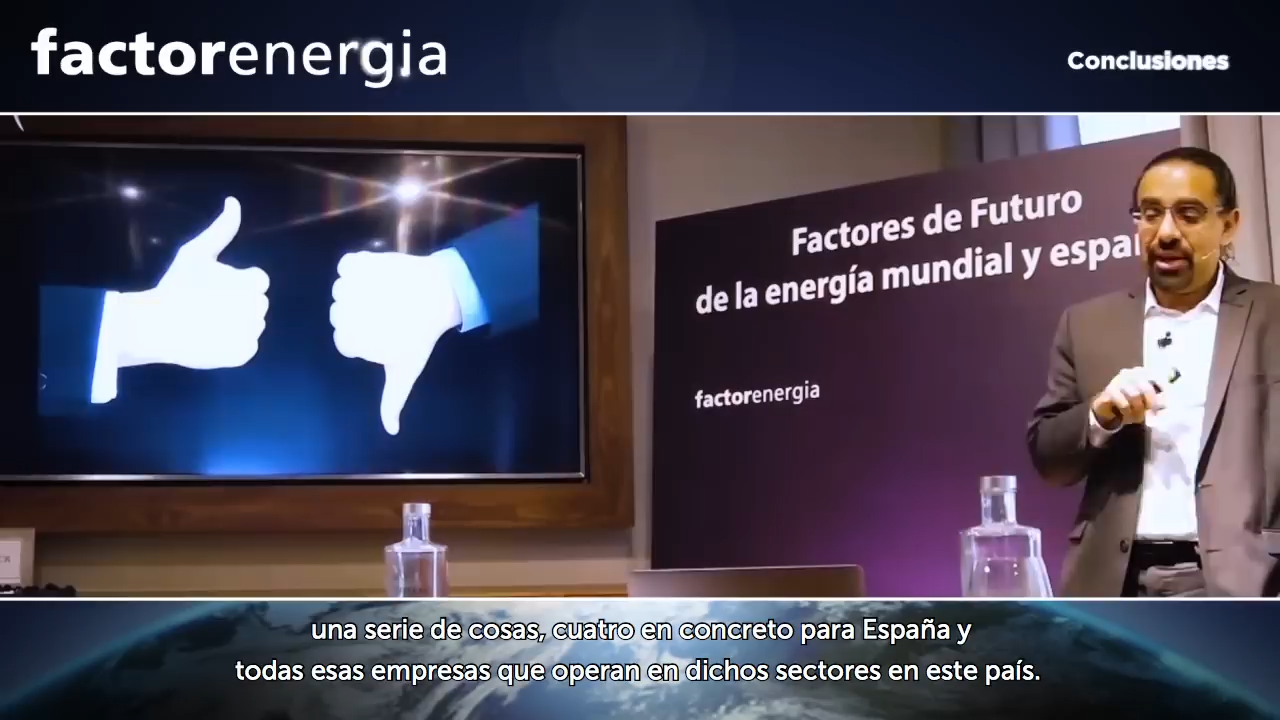 factorenergia
Conclusiones
Factores de Futuro
de la energía mundial y espa
factorenergia
una serie de cosas, cuatro en concreto para España y
todas esas empresas que operan en dichos sectores en este país.